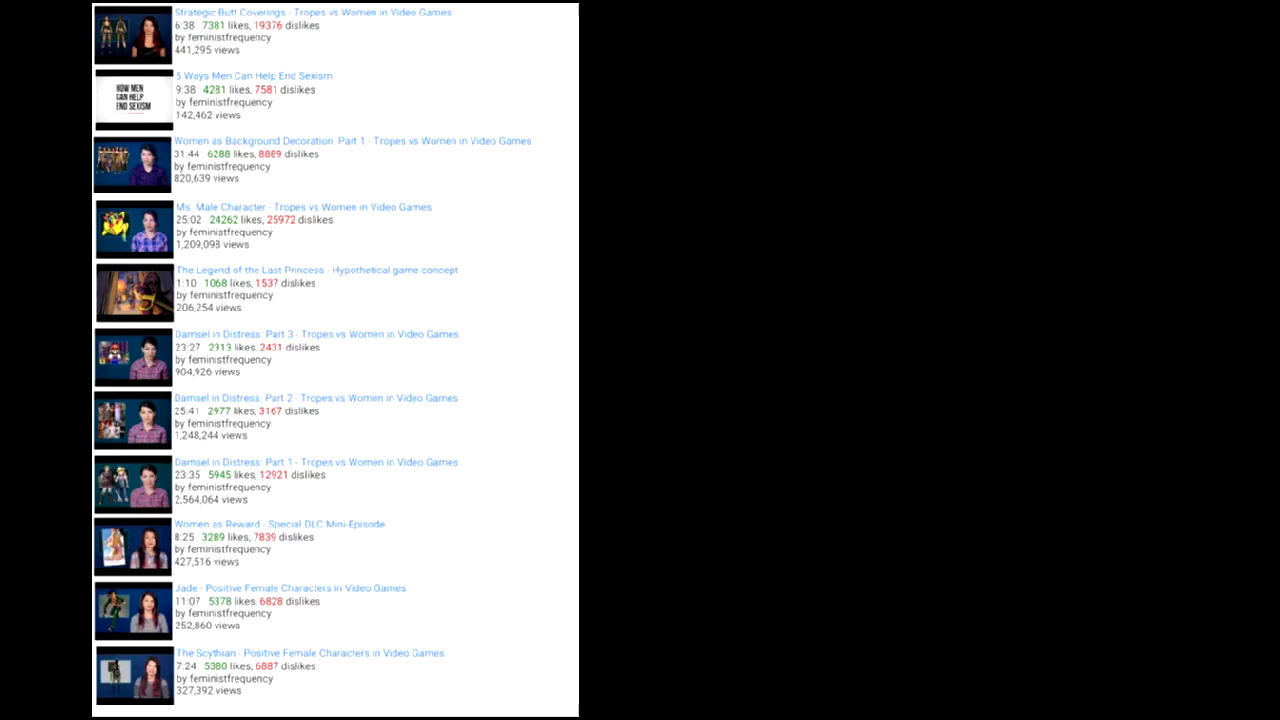 Strategic Butt Coverings - Tropes vs Women in Video Games
6:38 7381 likes, 19376 dislikes
by feministfrequency
441,295 views
5 Ways Men Can Help End Sexism
HOW MEN
CAN HELP
END SEXISM
9:38 4281 likes, 7581 dislikes
by feministfrequency
142,462 views
Women as Background Decoration: Part 1 - Tropes vs Women in Video Games
31:44 6288 likes, 8889 dislikes
by feministfrequency
820,639 views
Ms. Male Character - Tropes vs Women in Video Games
25:02 24262 likes, 25972 dislikes
by feministfrequency
1,209,098 views
The Legend of the Last Princess - Hypothetical game concept
1:10 1068 likes, 1537 dislikes
by feministfrequency
206,254 views
Damsel in Distress: Part 3 - Tropes vs Women in Video Games
23:27 2313 likes, 2431 dislikes
by feministfrequency
904,926 views
Damsel in Distress: Part 2 - Tropes vs Women in Video Games
25:41 2977 likes, 3167 dislikes
by feministfrequency
1,248,244 views
Damsel in Distress: Part 1 - Tropes vs Women in Video Games
23:35 5945 likes, 12921 dislikes
by feministfrequency
2,564,064 views
Women as Reward - Special DLC Mini-Episode
8:25 3289 likes, 7839 dislikes
by feministfrequency
427,516 views
Jade - Positive Female Characters in Video Games
11:07 5378 likes, 6828 dislikes
by feministfrequency
252,860 views
The Scythian - Positive Female Characters in Video Games
7:24 5380 likes, 6887 dislikes
by feministfrequency
327,392 views